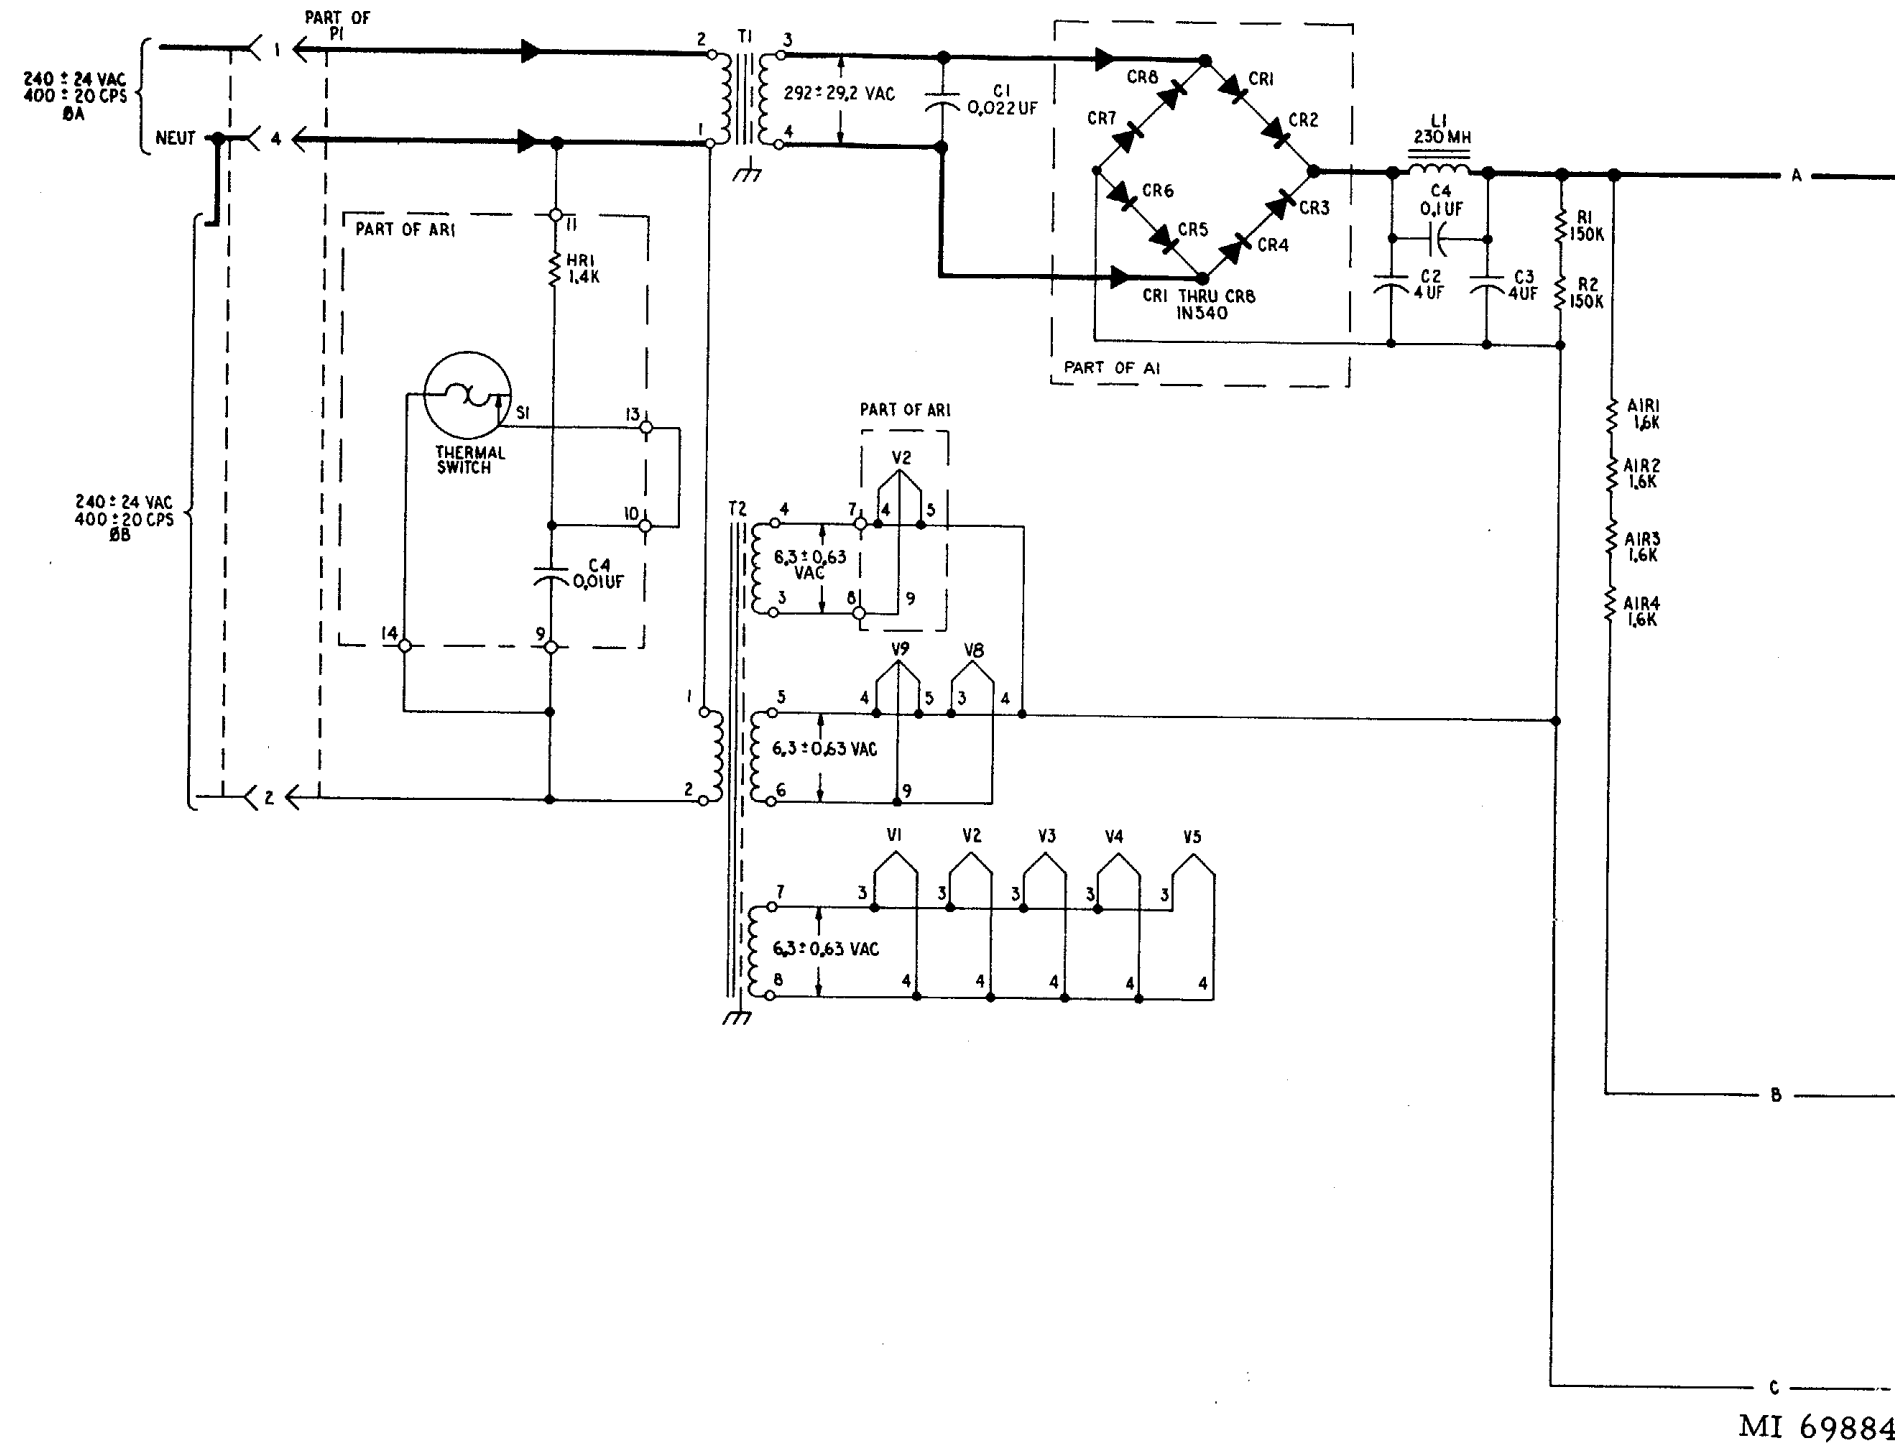 PART OF
P1
240 ± 24 VAC
400 ± 20 CPS
ØA
1
2
T1
3
292 ± 29.2 VAC
C1
0.022UF
NEUT
4
1
4
CR8
CR1
CR7
CR2
CR6
CR3
CR5
CR4
CR1 THRU CR8
IN540
PART OF A1
L1
230 MH
C4
0.1UF
C2
4UF
C3
4UF
R1
150K
R2
150K
A
PART OF AR1
11
HR1
1.4K
S1
THERMAL
SWITCH
13
10
C4
0.01UF
14
9
240 ± 24 VAC
400 ± 20 CPS
ØB
2
A1R1
1.6K
A1R2
1.6K
A1R3
1.6K
A1R4
1.6K
PART OF AR1
V2
T2
4
7
4
5
6.3 ± 0.63
VAC
3
8
9
V9
V8
1
5
4
5
3
4
6.3 ± 0.63 VAC
2
6
9
V1
V2
V3
V4
V5
7
3
3
3
3
3
6.3 ± 0.63 VAC
8
4
4
4
4
4
B
C
MI 69884